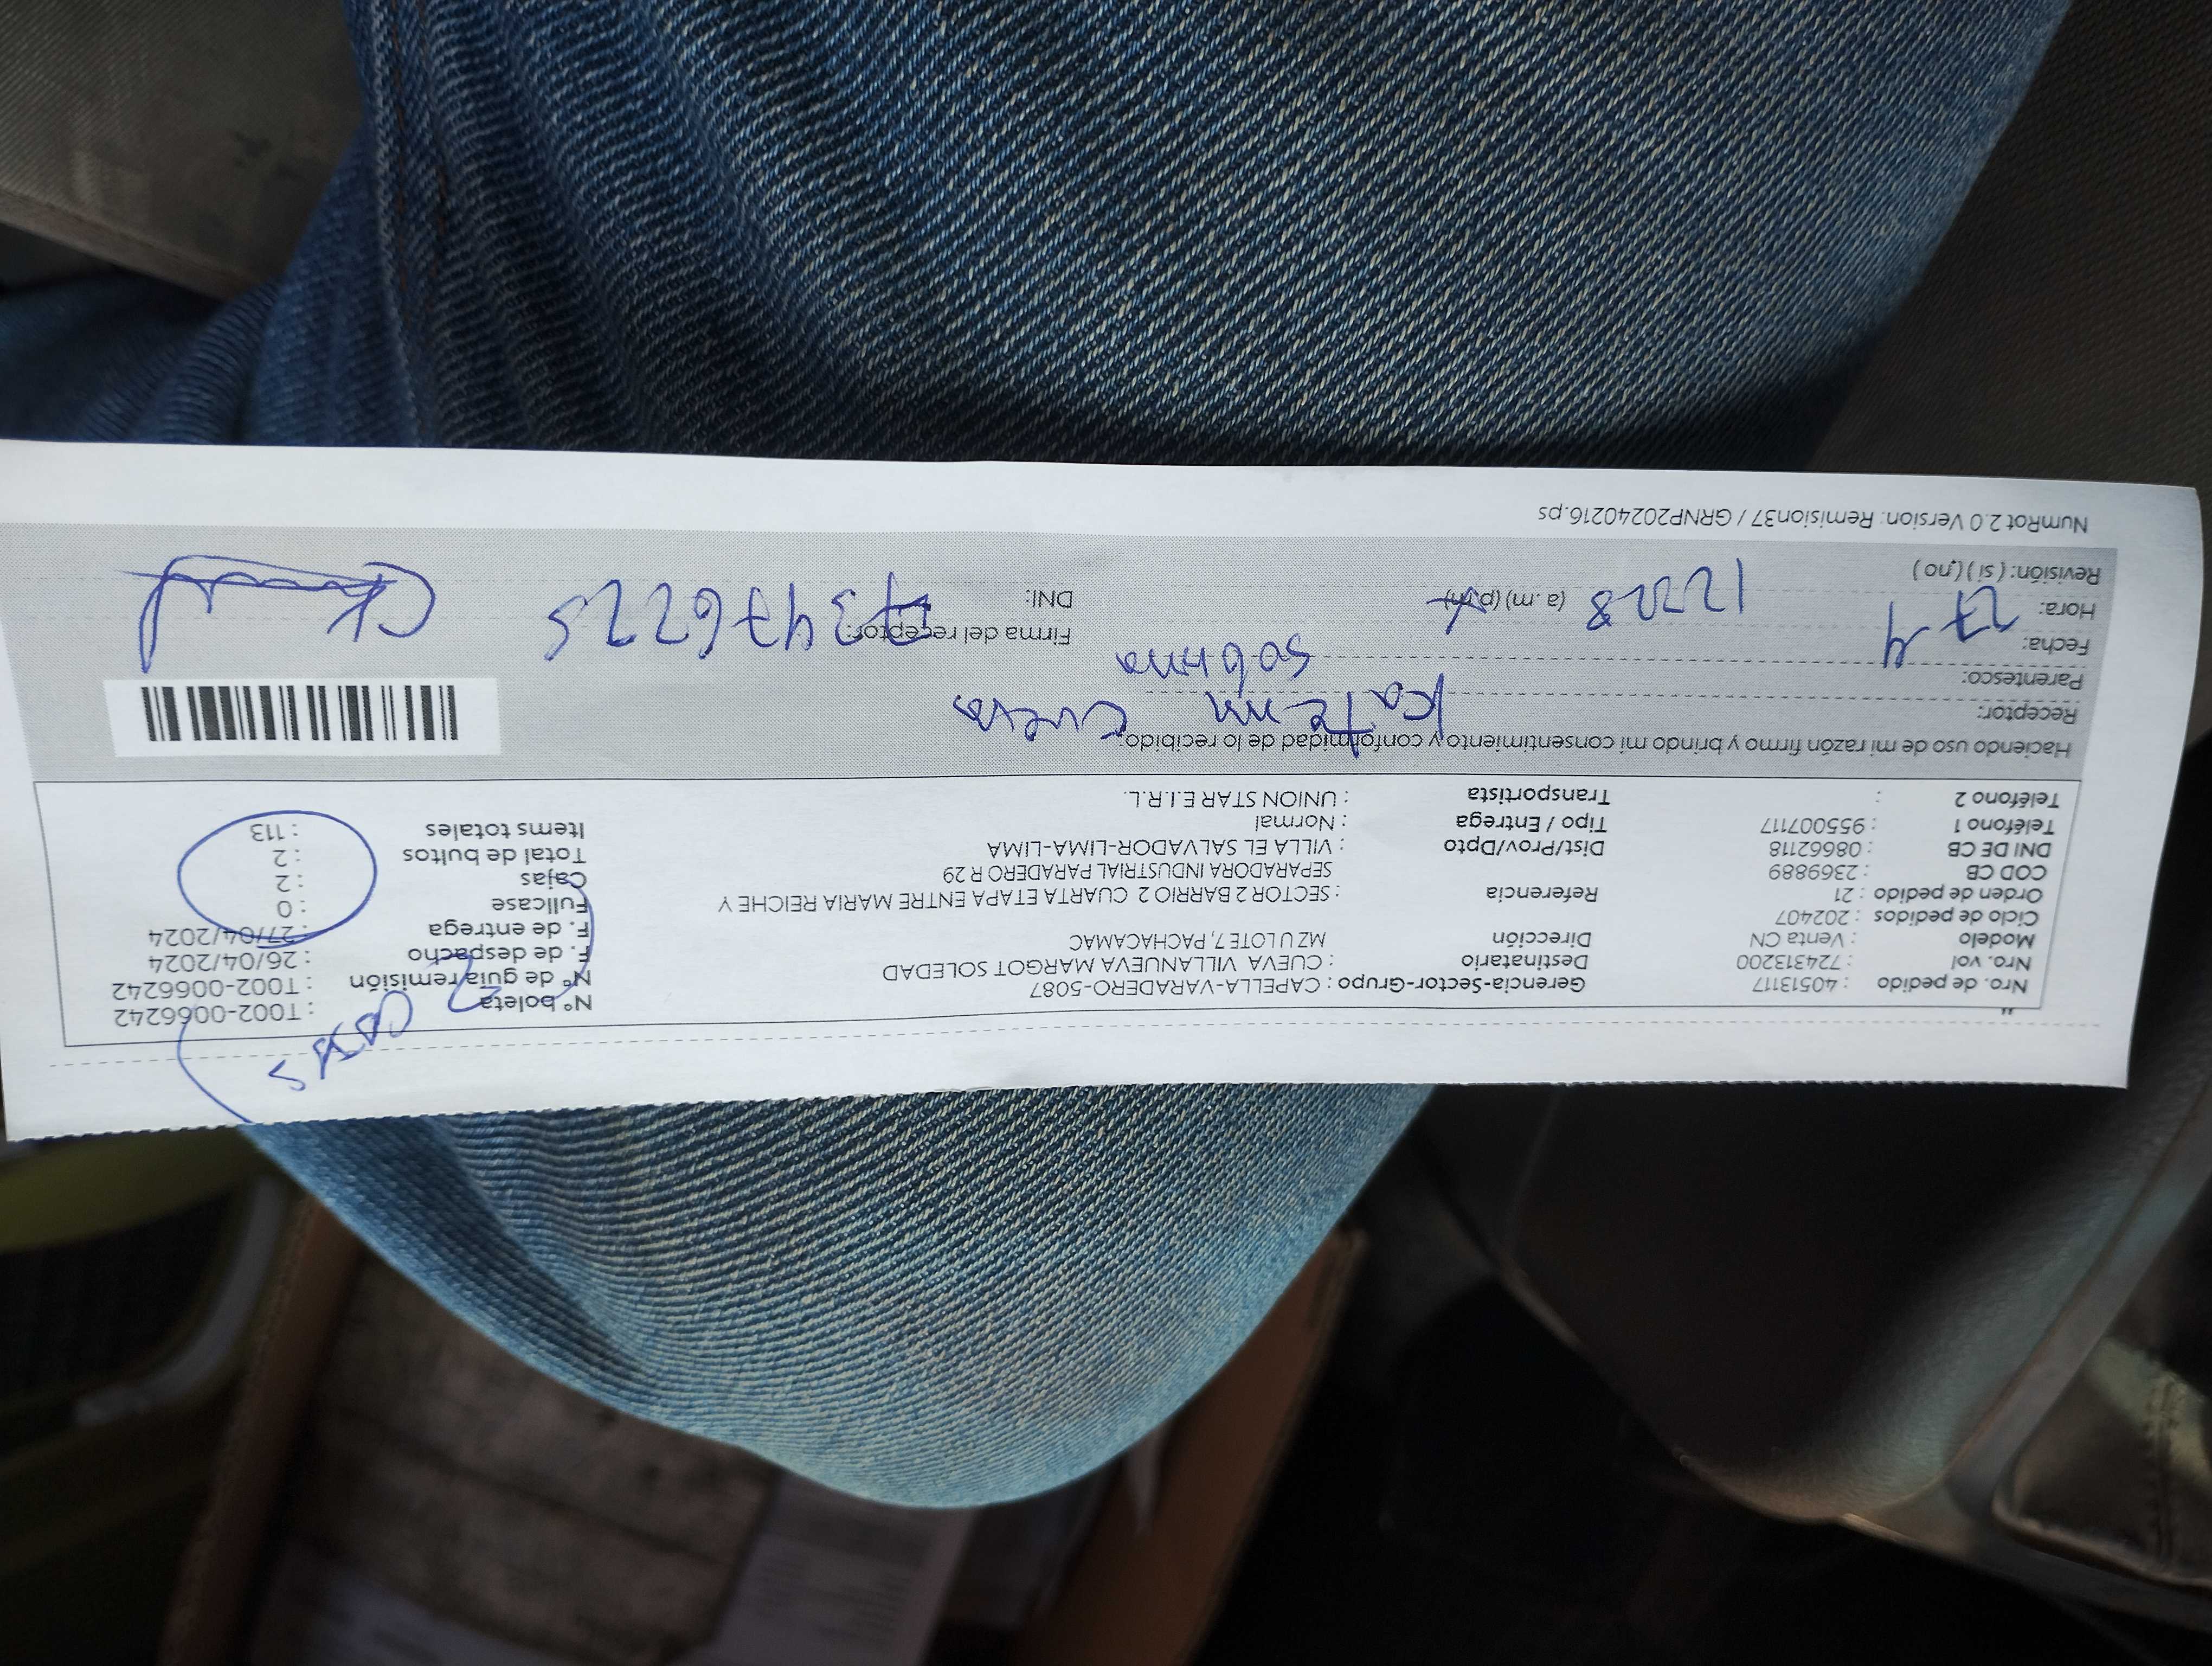 Nro. de pedido : 40513117 Gerencia-Sector-Grupo : CAPELLA-VARADERO-5087 N° boleta : T002-0066242
Nro. vol : 724313200 Destinatario : CUEVA VILLANUEVA MARGOT SOLEDAD N° de guia remisión : T002-0066242
Modelo : Venta CN Dirección MZ U LOTE 7, PACHACAMAC F. de despacho : 26/04/2024
Ciclo de pedidos : 202407 F. de entrega : 27/04/2024
Orden de pedido : 21 Referencia : SECTOR 2 BARRIO 2 CUARTA ETAPA ENTRE MARIA REICHE Y Fullcase : 0
COD CB : 2369889 SEPARADORA INDUSTRIAL PARADERO R 29 Cajas : 2
DNI DE CB : 08662118 Dist/Prov/Dpto : VILLA EL SALVADOR-LIMA-LIMA Total de bultos : 2
Teléfono 1 : 955007117 Tipo / Entrega : Normal Items totales : 113
Teléfono 2 : Transportista : UNION STAR E.I.R.L.
2 cajas
Haciendo uso de mi razón firmo y brindo mi consentimiento y conformidad de lo recibido:
Receptor: Katerin Cueva
Parentesco: sobrina
Fecha: 27 4 Firma del receptor:
Hora: 12208 (a. m) (p.m) DNI: 73476225
Revisión: ( si ) ( no )
NumRot 2.0 Version: Remision37 / GRNP20240216.ps